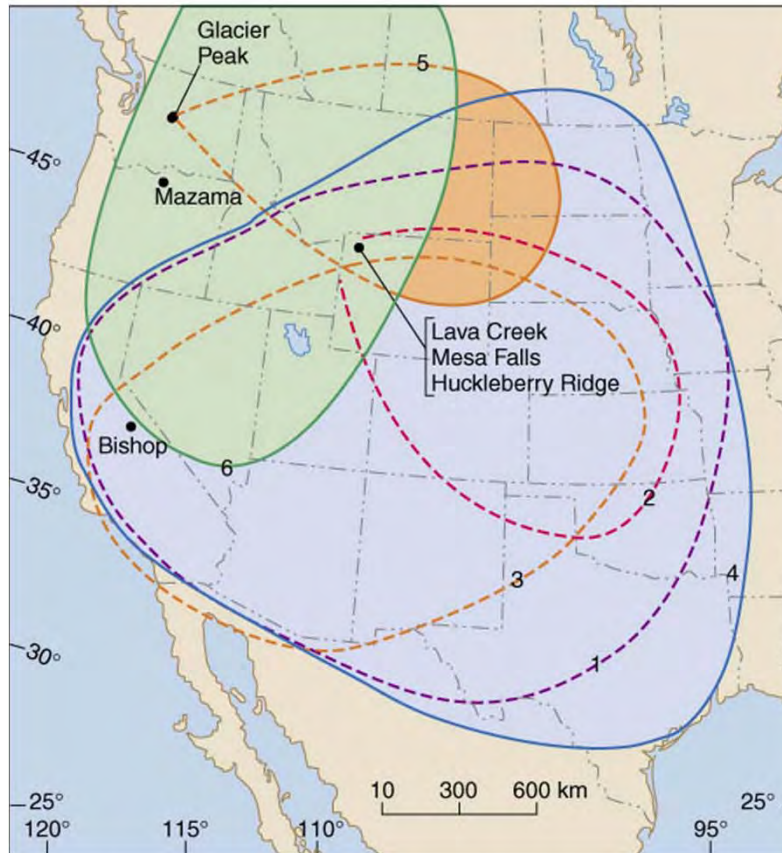 Glacier
Peak
5
45°
Mazama
40°
Lava Creek
Mesa Falls
Huckleberry Ridge
Bishop
6
35°
2
3
4
1
30°
10 300 600 km
25°
25°
120° 115° 110° 95°